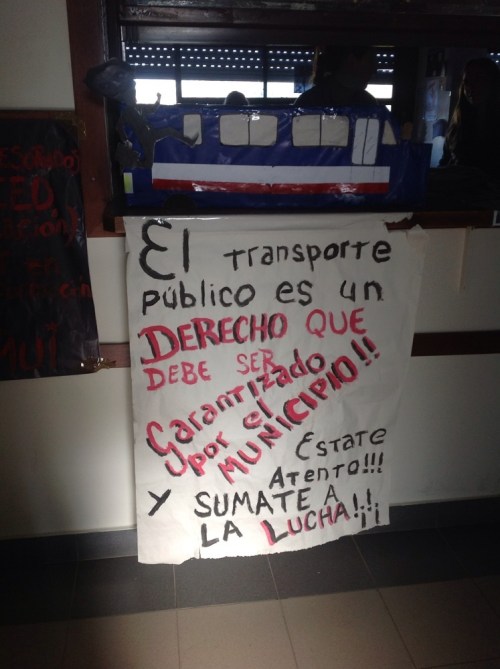 El transporte
público es un
DERECHO QUE
DEBE SER
Garantizado
por el
MUNICIPIO!!
ESTATE
ATENTO!!!
Y SUMATE A
LA LUCHA!!¡¡